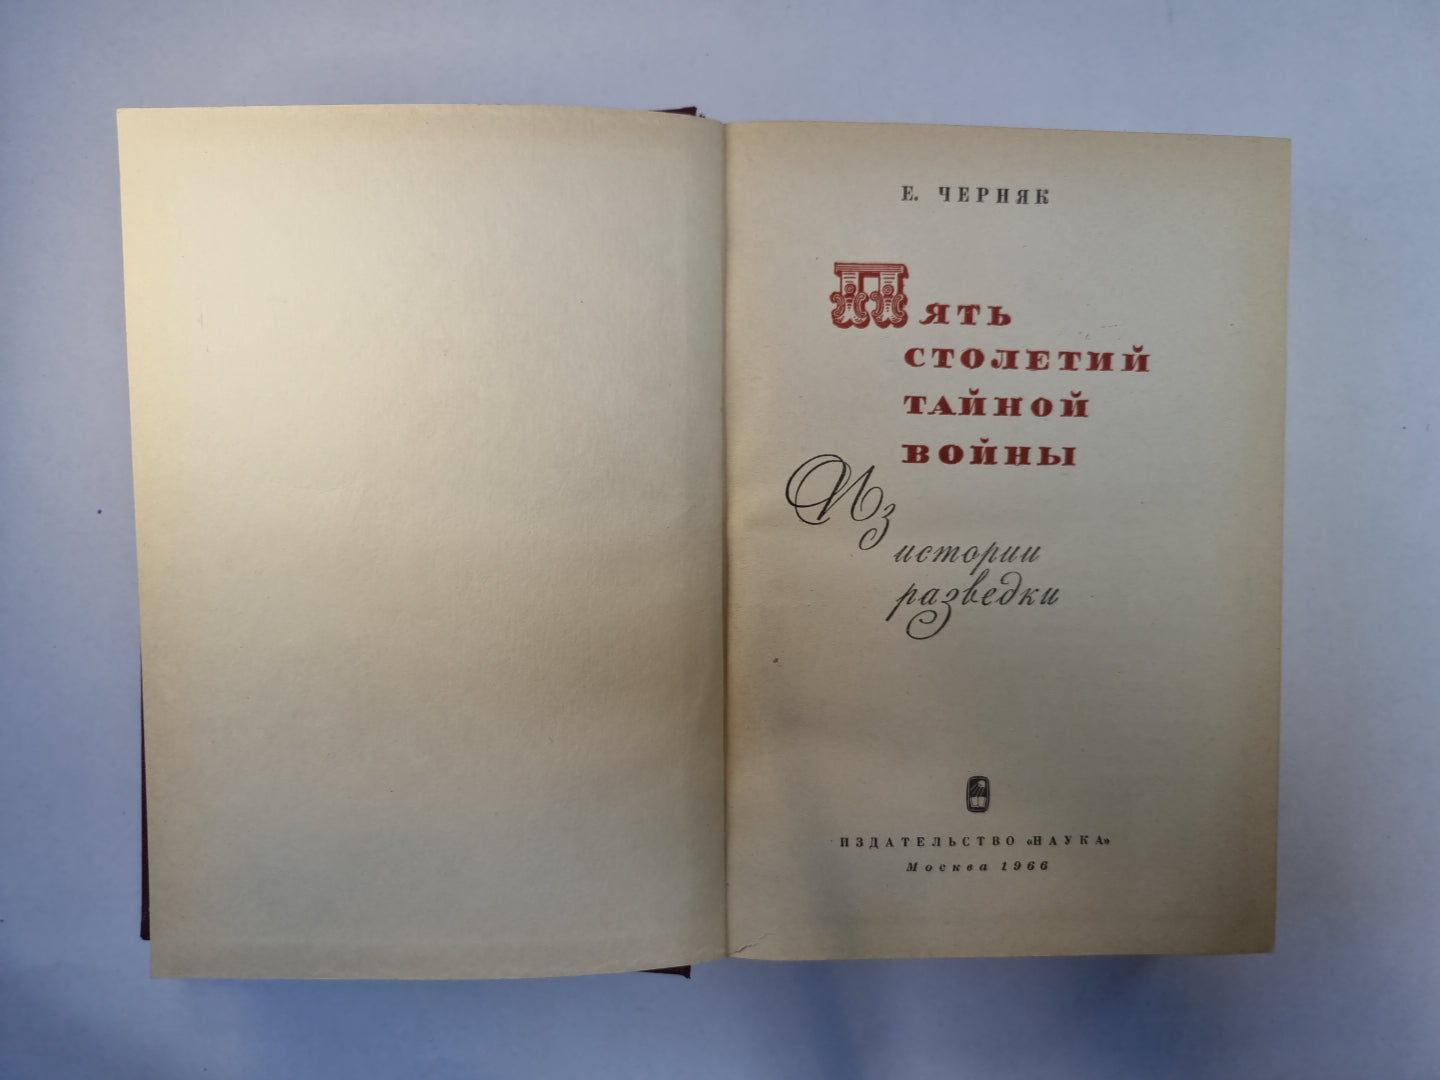 Е. ЧЕРНЯК
ПЯТЬ
СТОЛЕТИЙ
ТАЙНОЙ
ВОЙНЫ
Из
истории
разведки
ИЗДАТЕЛЬСТВО «НАУКА»
Москва 1966